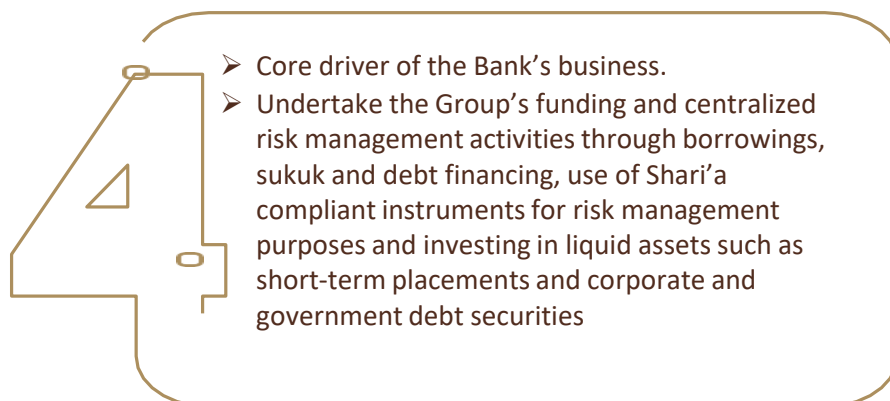 4
➢ Core driver of the Bank’s business.
➢ Undertake the Group’s funding and centralized
risk management activities through borrowings,
sukuk and debt financing, use of Shari’a
compliant instruments for risk management
purposes and investing in liquid assets such as
short-term placements and corporate and
government debt securities